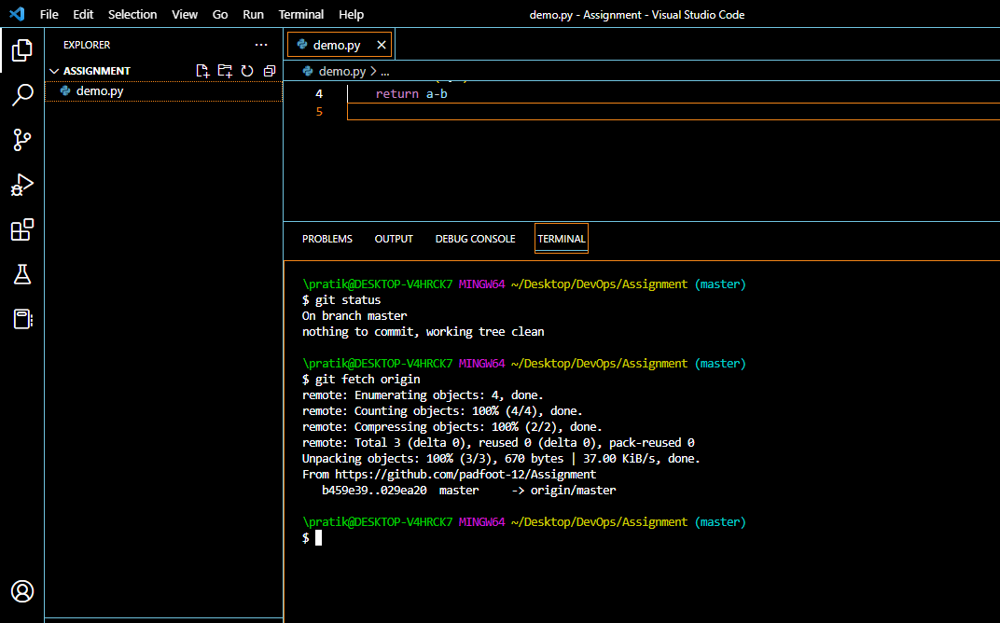 File Edit Selection View Go Run Terminal Help
demo.py - Assignment - Visual Studio Code
EXPLORER
ASSIGNMENT
demo.py
demo.py
demo.py > ...
4 return a-b
5
PROBLEMS OUTPUT DEBUG CONSOLE TERMINAL
\pratik@DESKTOP-V4HRCK7 MINGW64 ~/Desktop/DevOps/Assignment (master)
$ git status
On branch master
nothing to commit, working tree clean
\pratik@DESKTOP-V4HRCK7 MINGW64 ~/Desktop/DevOps/Assignment (master)
$ git fetch origin
remote: Enumerating objects: 4, done.
remote: Counting objects: 100% (4/4), done.
remote: Compressing objects: 100% (2/2), done.
remote: Total 3 (delta 0), reused 0 (delta 0), pack-reused 0
Unpacking objects: 100% (3/3), 670 bytes | 37.00 KiB/s, done.
From https://github.com/padfoot-12/Assignment
b459e39..029ea20 master -> origin/master
\pratik@DESKTOP-V4HRCK7 MINGW64 ~/Desktop/DevOps/Assignment (master)
$